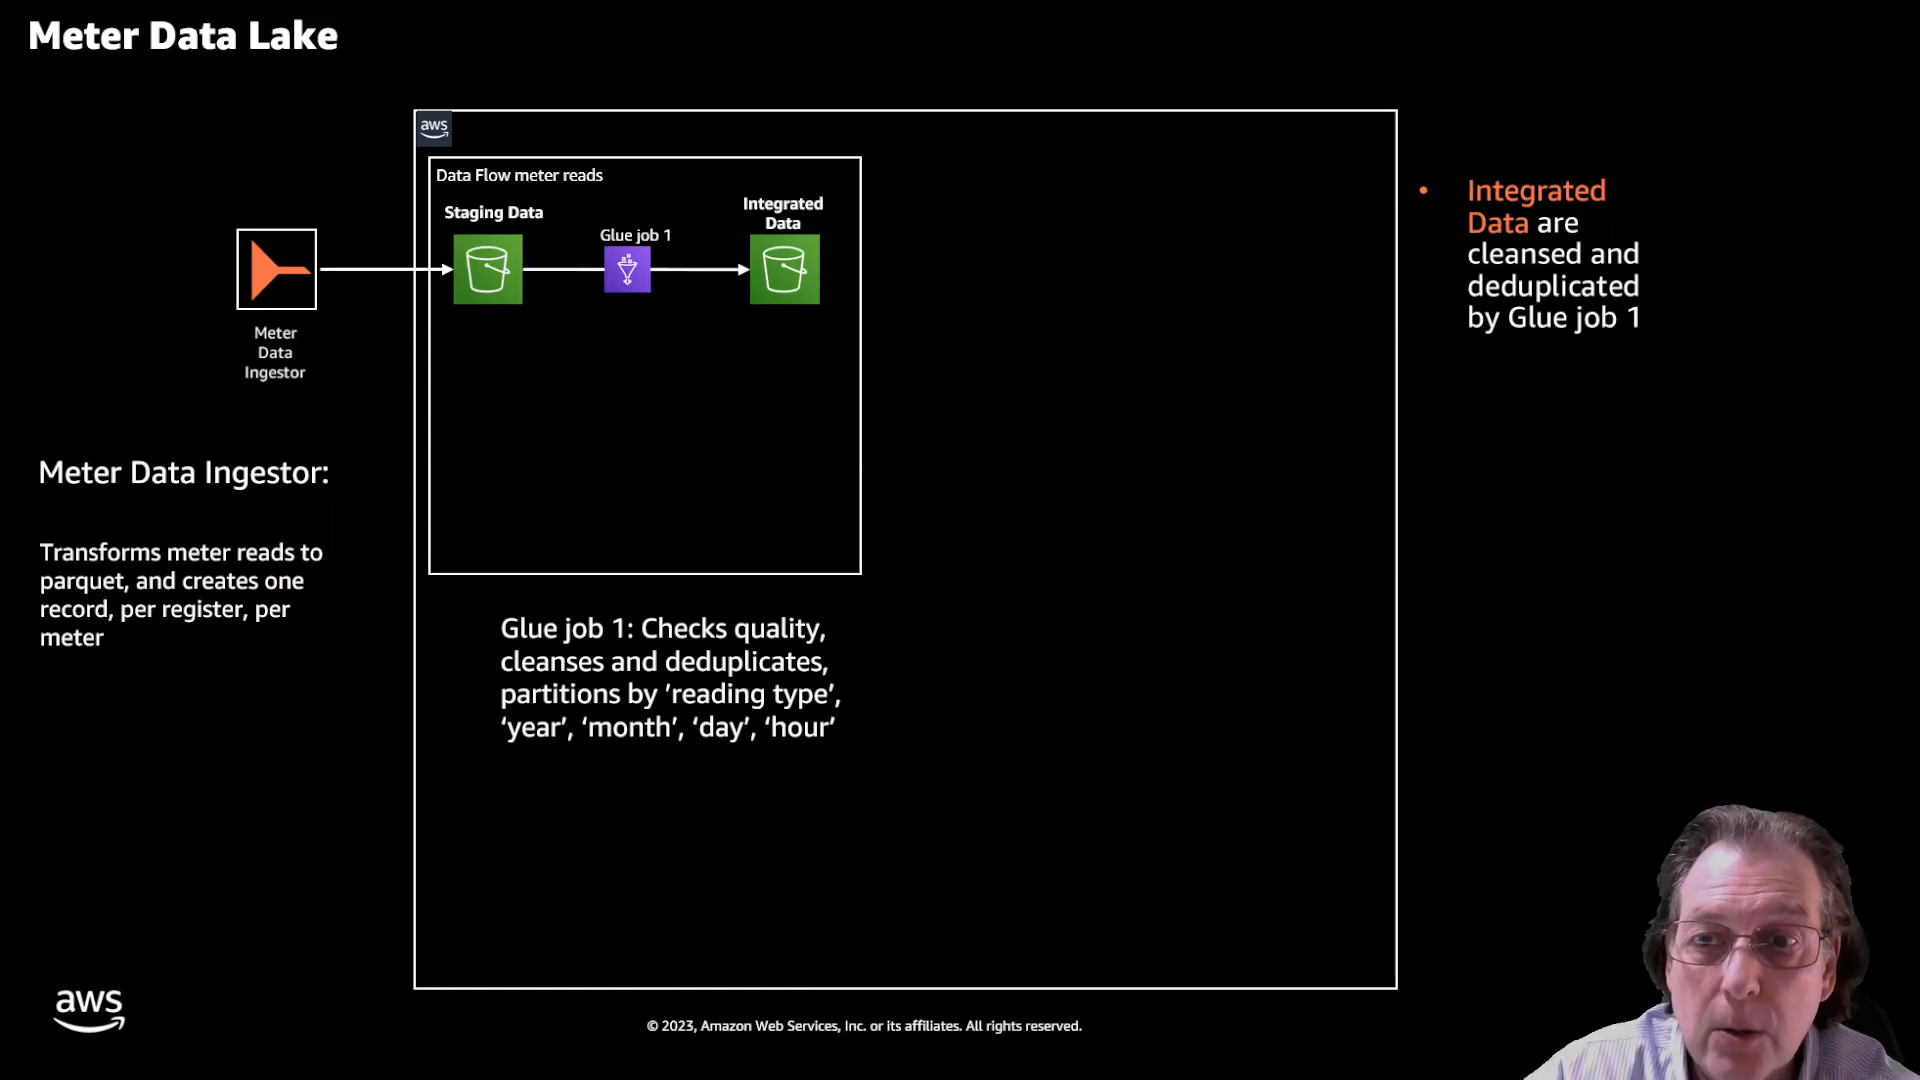 Meter Data Lake
aws
Data Flow meter reads
Staging Data
Glue job 1
Integrated
Data
Meter
Data
Ingestor
Meter Data Ingestor:
Transforms meter reads to
parquet, and creates one
record, per register, per
meter
Glue job 1: Checks quality,
cleanses and deduplicates,
partitions by ‘reading type’,
‘year’, ‘month’, ‘day’, ‘hour’
• Integrated
Data are
cleansed and
deduplicated
by Glue job 1
aws
© 2023, Amazon Web Services, Inc. or its affiliates. All rights reserved.